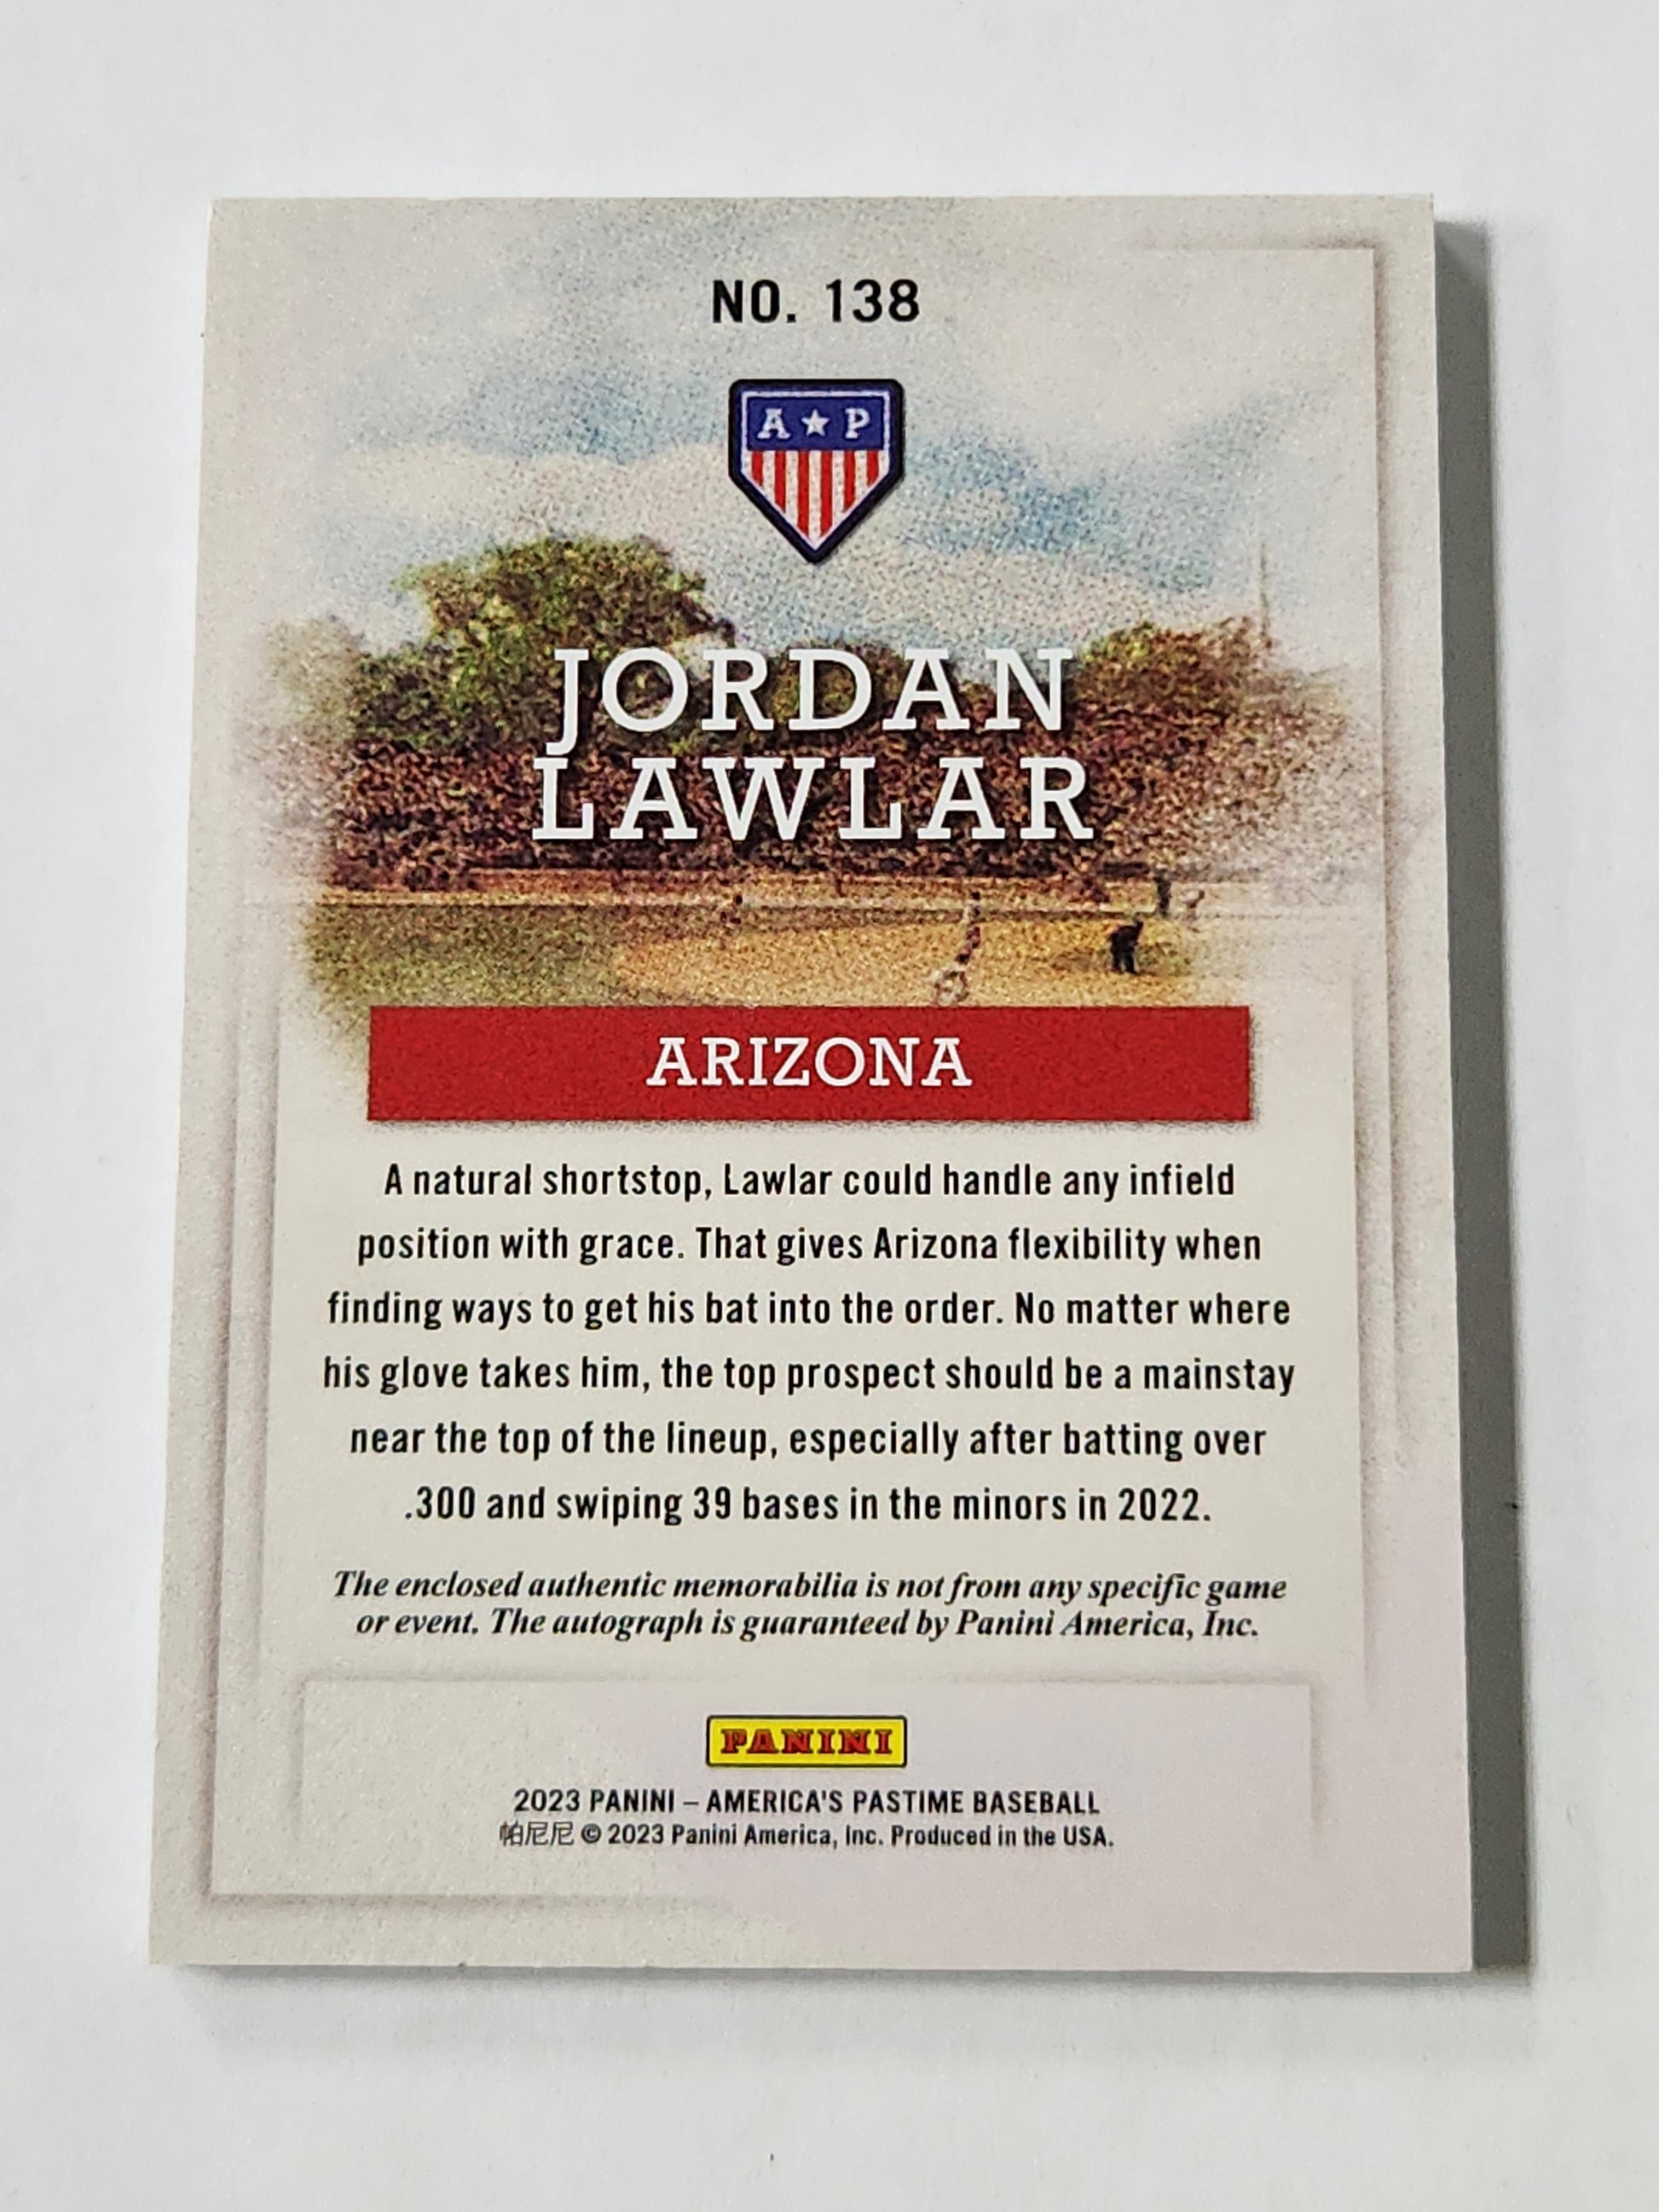 NO. 138
A ★ P
JORDAN
LAWLAR
ARIZONA
A natural shortstop, Lawlar could handle any infield
position with grace. That gives Arizona flexibility when
finding ways to get his bat into the order. No matter where
his glove takes him, the top prospect should be a mainstay
near the top of the lineup, especially after batting over
.300 and swiping 39 bases in the minors in 2022.
The enclosed authentic memorabilia is not from any specific game
or event. The autograph is guaranteed by Panini America, Inc.
PANINI
2023 PANINI – AMERICA'S PASTIME BASEBALL
帕尼尼 © 2023 Panini America, Inc. Produced in the USA.